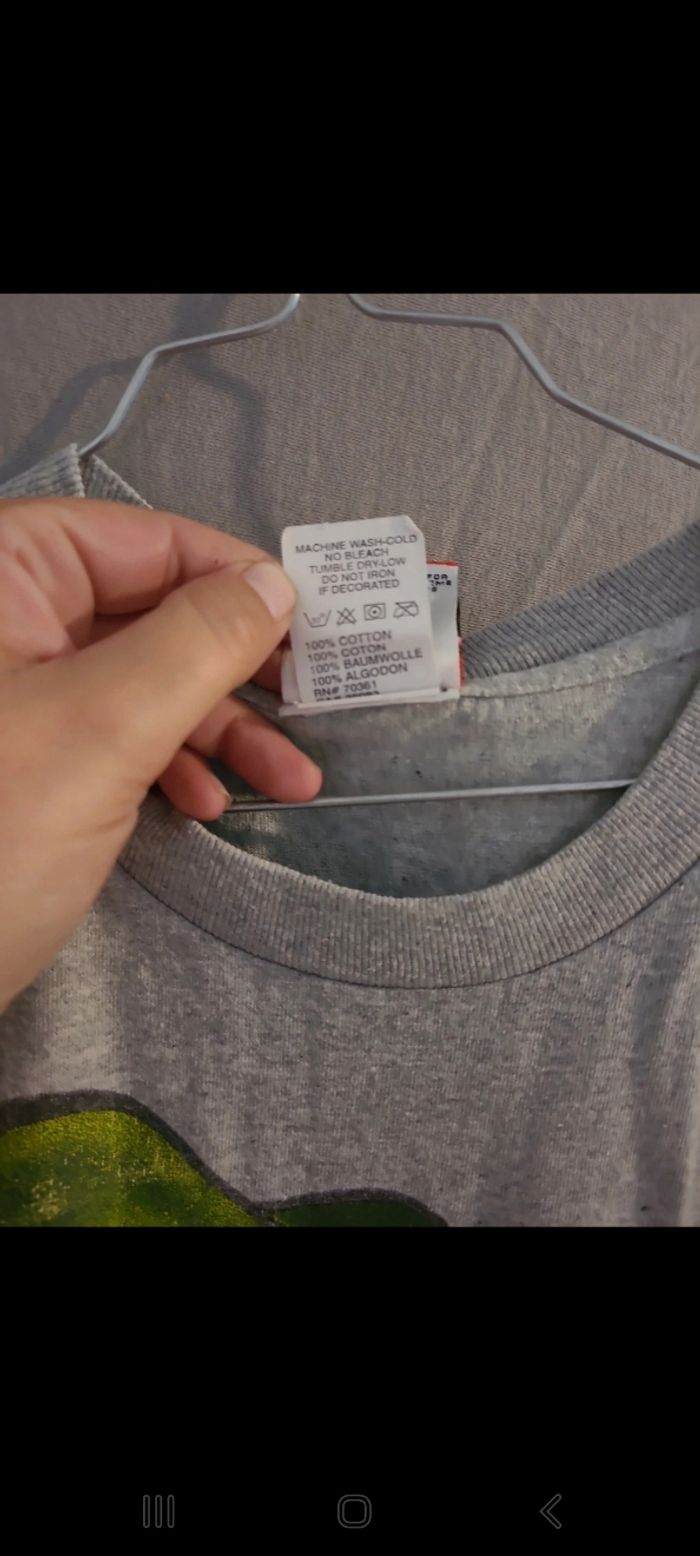 MACHINE WASH-COLD
NO BLEACH
TUMBLE DRY-LOW
DO NOT IRON
IF DECORATED
100% COTTON
100% COTON
100% BAUMWOLLE
100% ALGODON
RN# 70361